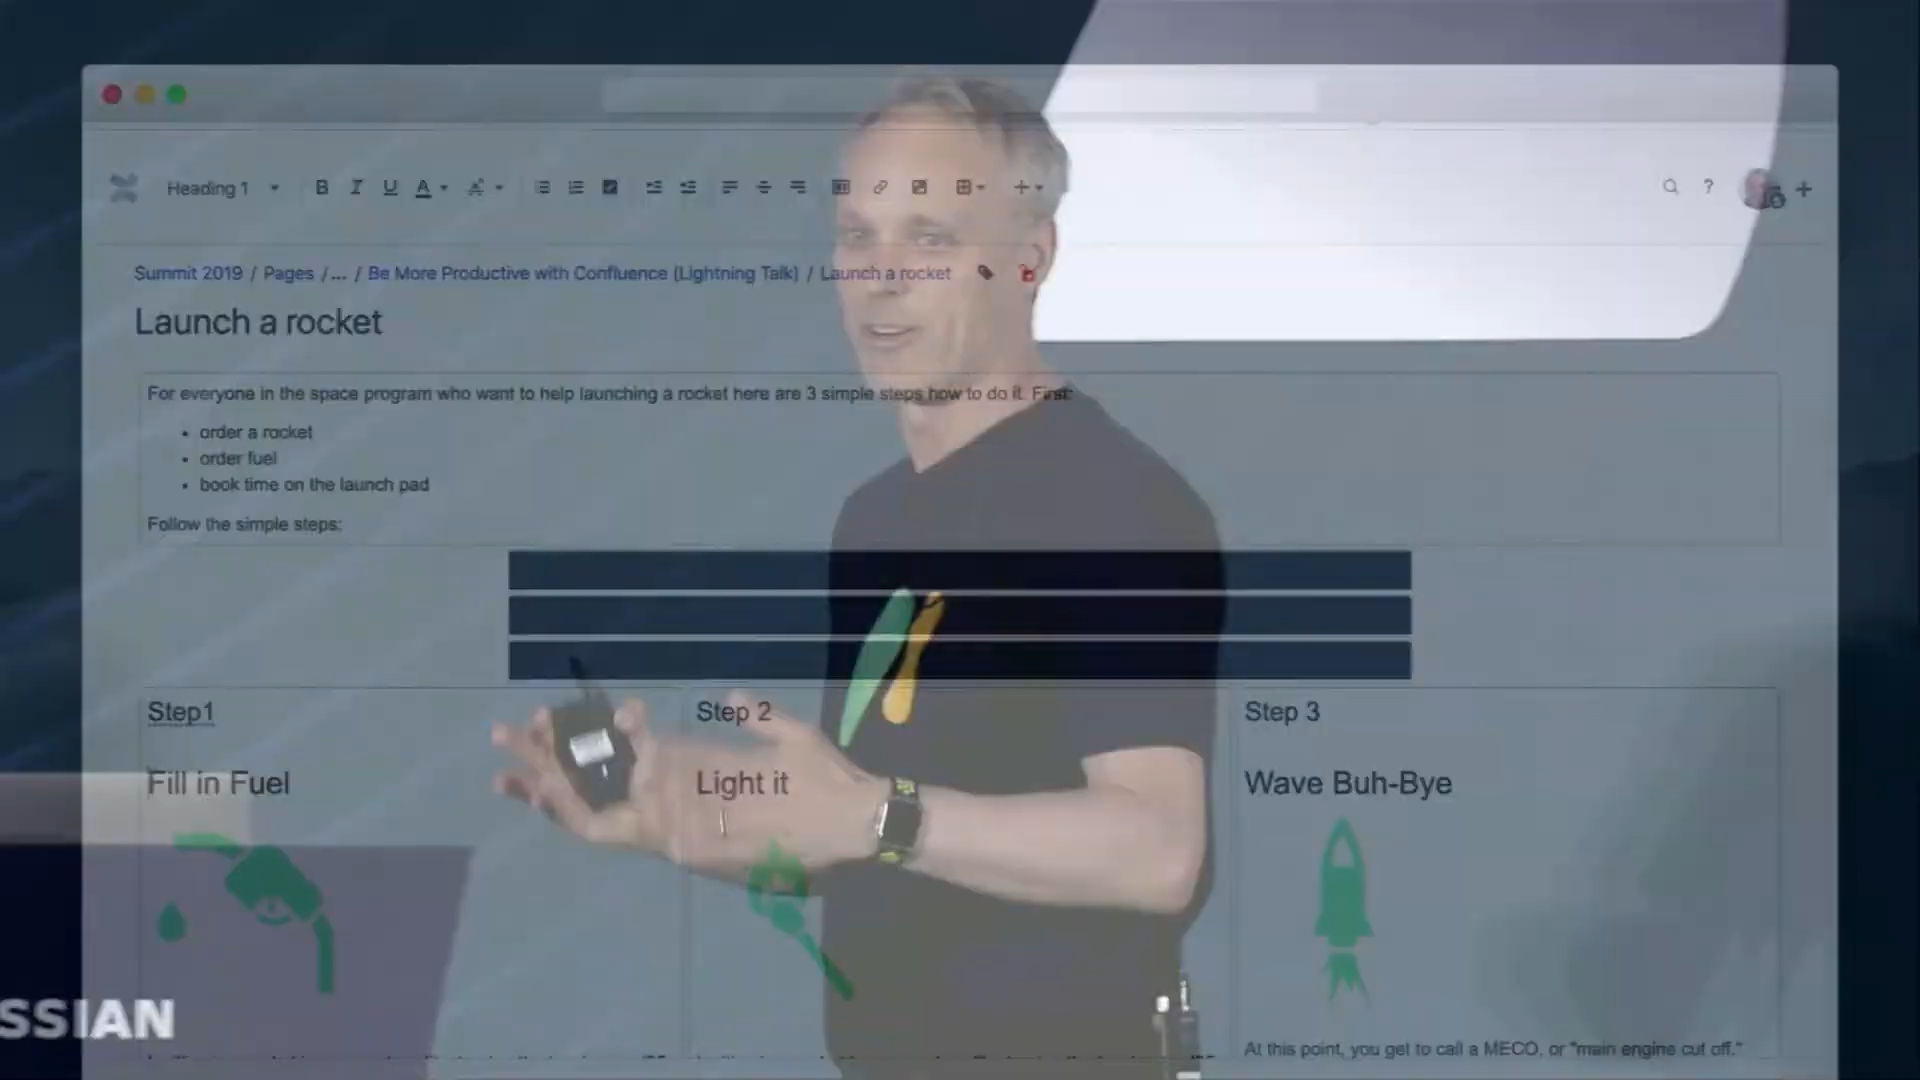 Heading 1
B I U A
Summit 2019 / Pages /... / Be More Productive with Confluence (Lightning Talk) / Launch a rocket
Launch a rocket
For everyone in the space program who want to help launching a rocket here are 3 simple steps how to do it. First:
• order a rocket
• order fuel
• book time on the launch pad
Follow the simple steps:
Step1
Fill in Fuel
Step 2
Light it
Step 3
Wave Buh-Bye
At this point, you get to call a MECO, or "main engine cut off."
SSIAN